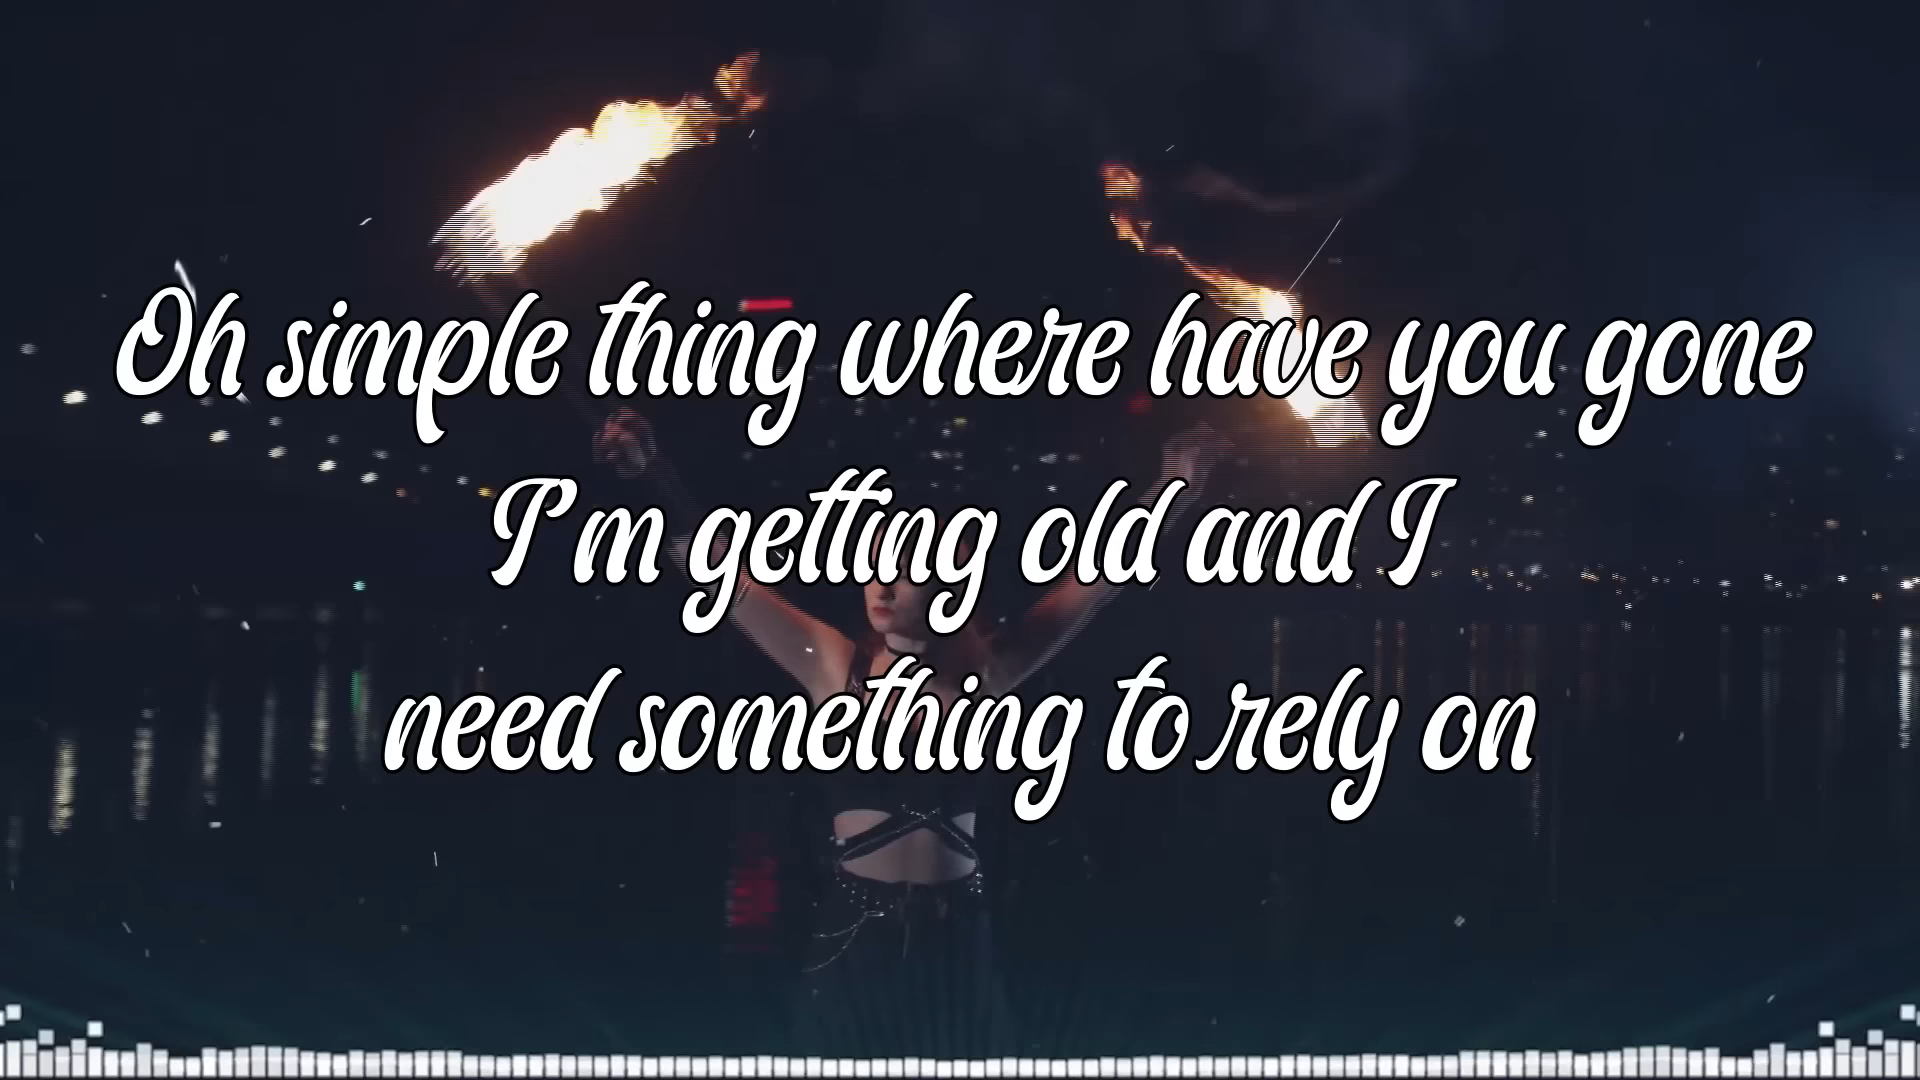 Oh simple thing where have you gone
I'm getting old and I
need something to rely on